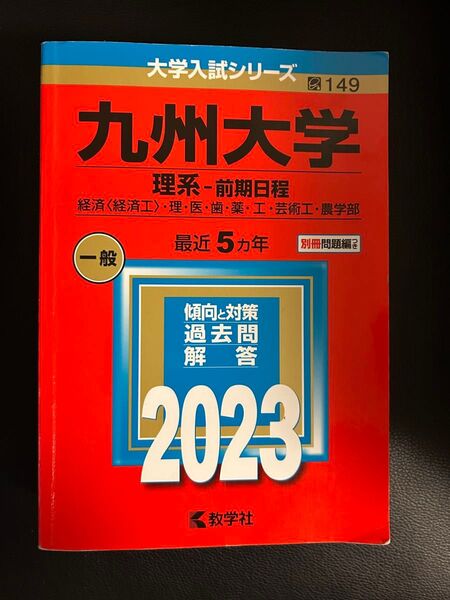 大学入試シリーズ
149
九州大学
理系-前期日程
経済〈経済工〉・理・医・歯・薬・工・芸術工・農学部
最近5カ年
別冊問題編つき
一般
傾向と対策
過去問
解答
2023
教学社